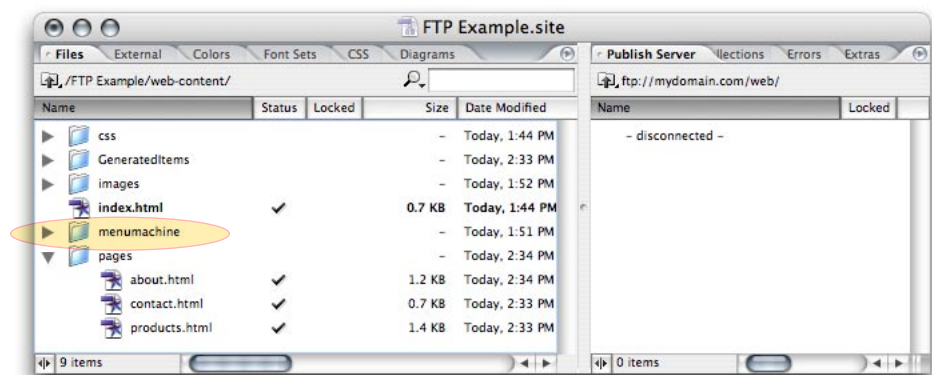 FTP Example.site
Files External Colors Font Sets CSS Diagrams
Publish Server llections Errors Extras
/FTP Example/web-content/
ftp://mydomain.com/web/
Name Status Locked Size Date Modified
Name Locked
css – Today, 1:44 PM
– disconnected –
GeneratedItems – Today, 2:33 PM
images – Today, 1:52 PM
index.html 0.7 KB Today, 1:44 PM
menumachine – Today, 1:51 PM
pages – Today, 2:34 PM
about.html 1.2 KB Today, 2:34 PM
contact.html 0.7 KB Today, 2:33 PM
products.html 1.4 KB Today, 2:33 PM
9 items
0 items